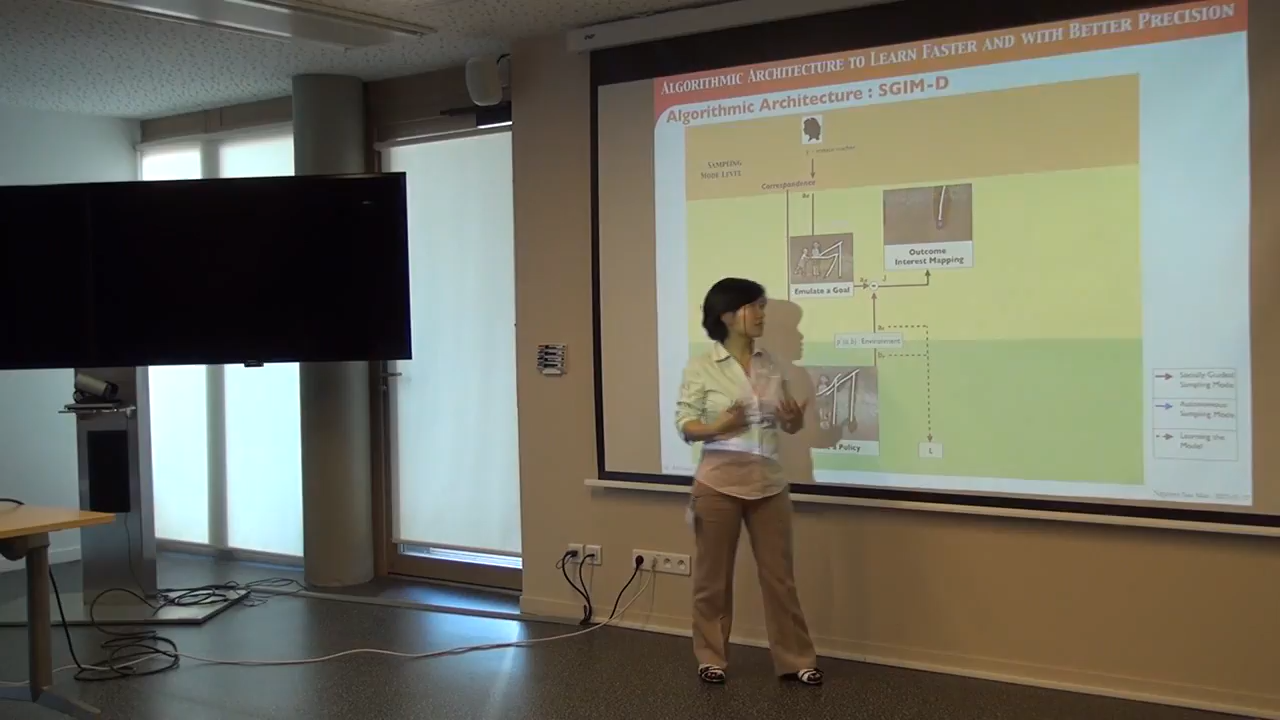 ALGORITHMIC ARCHITECTURE TO LEARN FASTER AND WITH BETTER PRECISION
Algorithmic Architecture : SGIM-D
SAMPLING
MODE LEVEL
Correspondence
Emulate a Goal
Outcome
Interest Mapping
Environment
a Policy
L
Socially Guided
Sampling Mode
Autonomous
Sampling Mode
Learning the
Model